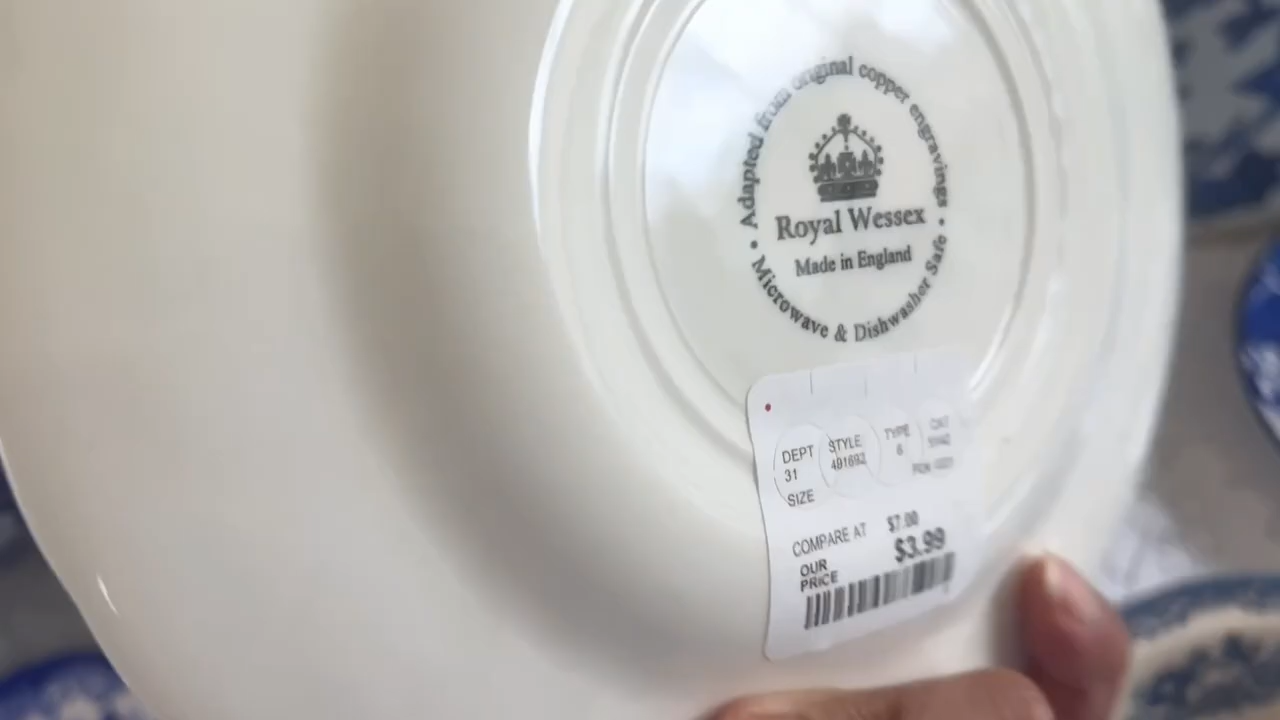 Adapted from original copper engravings
Royal Wessex
Made in England
• Microwave & Dishwasher Safe •
DEPT STYLE TYPE CAT
31 491692 6
SIZE
COMPARE AT $7.00
OUR PRICE $3.99